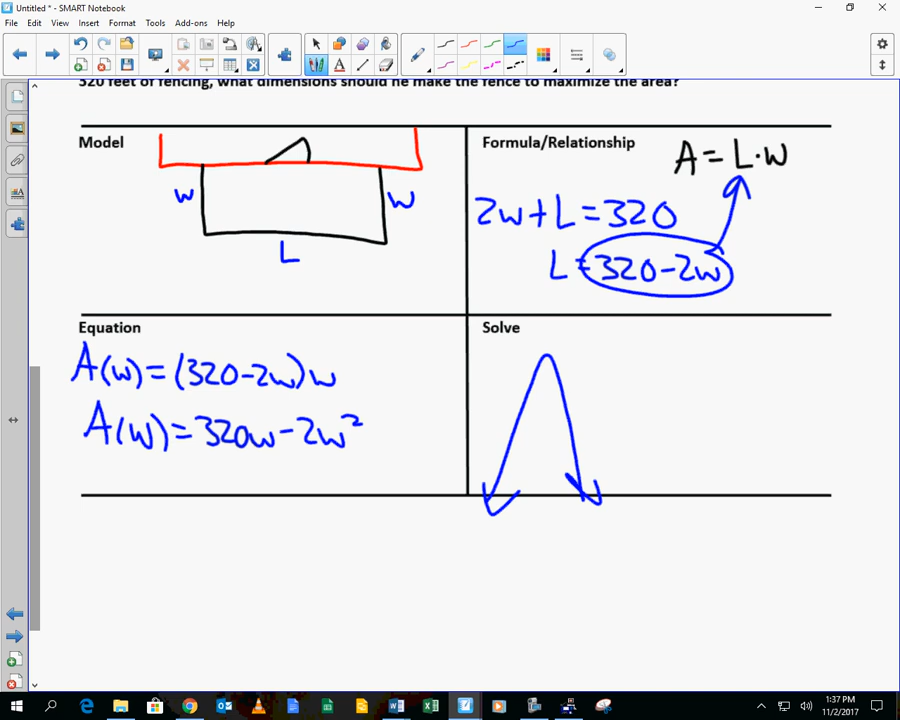 Untitled * - SMART Notebook
File Edit View Insert Format Tools Add-ons Help
320 feet of fencing, what dimensions should he make the fence to maximize the area?
Model
W
W
L
Formula/Relationship
A = L·W
2w + L = 320
L = 320 - 2w
Equation
A(w) = (320 - 2w)w
A(w) = 320w - 2w²
Solve
1:37 PM
11/2/2017